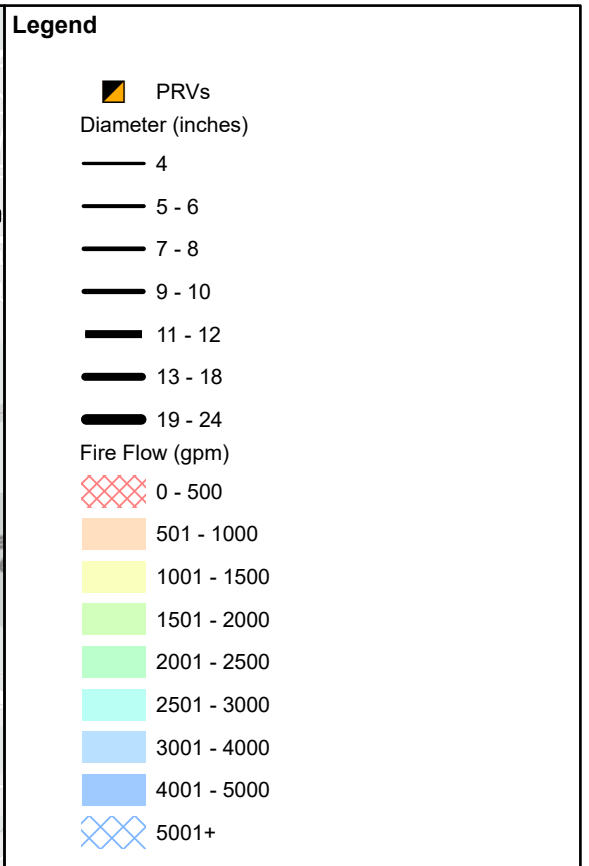 Legend
PRVs
Diameter (inches)
4
5 - 6
7 - 8
9 - 10
11 - 12
13 - 18
19 - 24
Fire Flow (gpm)
0 - 500
501 - 1000
1001 - 1500
1501 - 2000
2001 - 2500
2501 - 3000
3001 - 4000
4001 - 5000
5001+